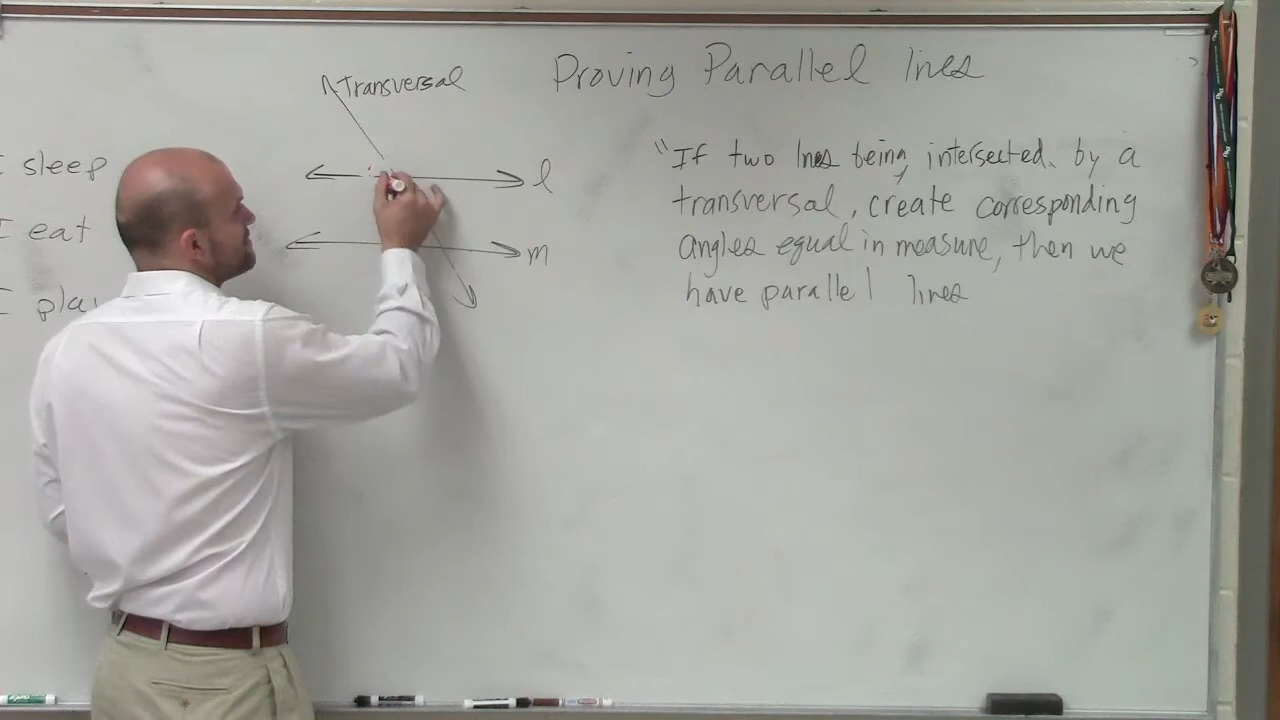 Proving Parallel lines
Transversal
l
m
I sleep
I eat
I play
"If two lines being intersected by a
transversal, create corresponding
angles equal in measure, then we
have parallel lines